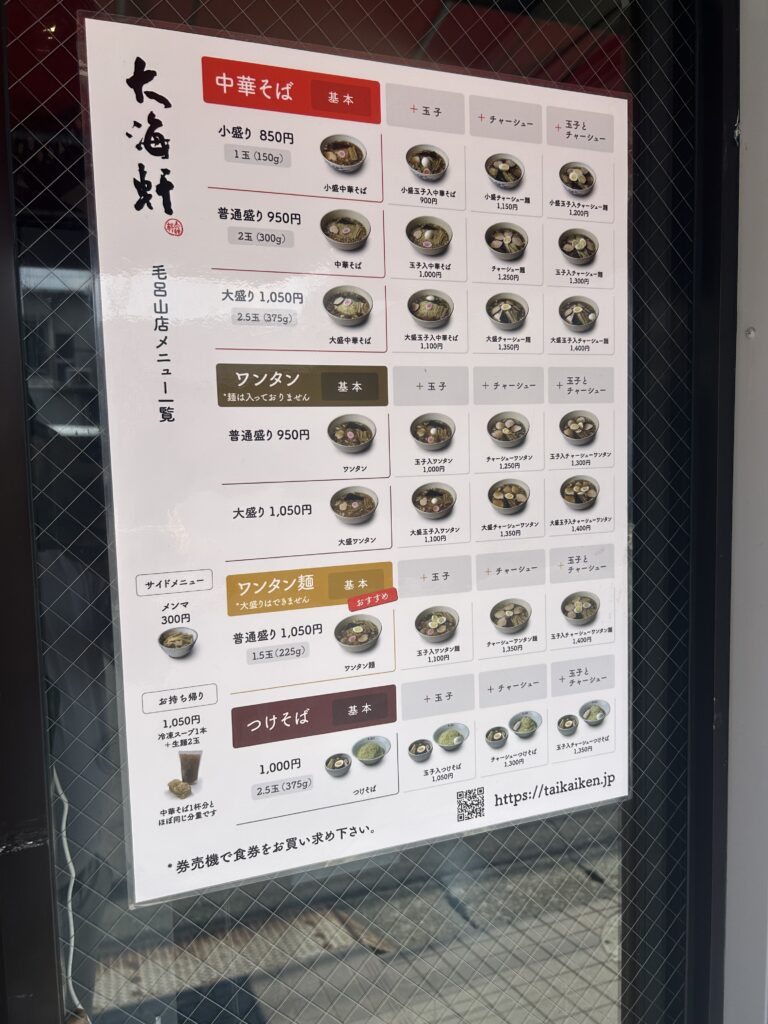 大海軒
毛呂山店メニュー一覧
中華そば 基本 +玉子 +チャーシュー +玉子と
チャーシュー
小盛り 850円
1玉(150g)
小盛中華そば
小盛玉子入中華そば
900円
小盛チャーシュー麺
1,150円
小盛玉子入チャーシュー麺
1,200円
普通盛り 950円
2玉(300g)
中華そば
玉子入中華そば
1,000円
チャーシュー麺
1,250円
玉子入チャーシュー麺
1,300円
大盛り 1,050円
2.5玉(375g)
大盛中華そば
大盛玉子入中華そば
1,100円
大盛チャーシュー麺
1,350円
大盛玉子入チャーシュー麺
1,400円
ワンタン 基本 +玉子 +チャーシュー +玉子と
チャーシュー
*麺は入っておりません
普通盛り 950円
ワンタン
玉子入ワンタン
1,000円
チャーシューワンタン
1,250円
玉子入チャーシューワンタン
1,300円
大盛り 1,050円
大盛ワンタン
大盛玉子入ワンタン
1,100円
大盛チャーシューワンタン
1,350円
大盛玉子入チャーシューワンタン
1,400円
ワンタン麺 基本 +玉子 +チャーシュー +玉子と
チャーシュー
*大盛りはできません
おすすめ
普通盛り 1,050円
1.5玉(225g)
ワンタン麺
玉子入ワンタン麺
1,100円
チャーシューワンタン麺
1,350円
玉子入チャーシューワンタン麺
1,400円
つけそば 基本 +玉子 +チャーシュー +玉子と
チャーシュー
1,000円
2.5玉(375g)
つけそば
玉子入つけそば
1,050円
チャーシューつけそば
1,300円
玉子入チャーシューつけそば
1,350円
サイドメニュー
メンマ
300円
お持ち帰り
1,050円
冷凍スープ1本
+生麺2玉
中華そば1杯分と
ほぼ同じ分量です
*券売機で食券をお買い求め下さい。
https://taikaiken.jp